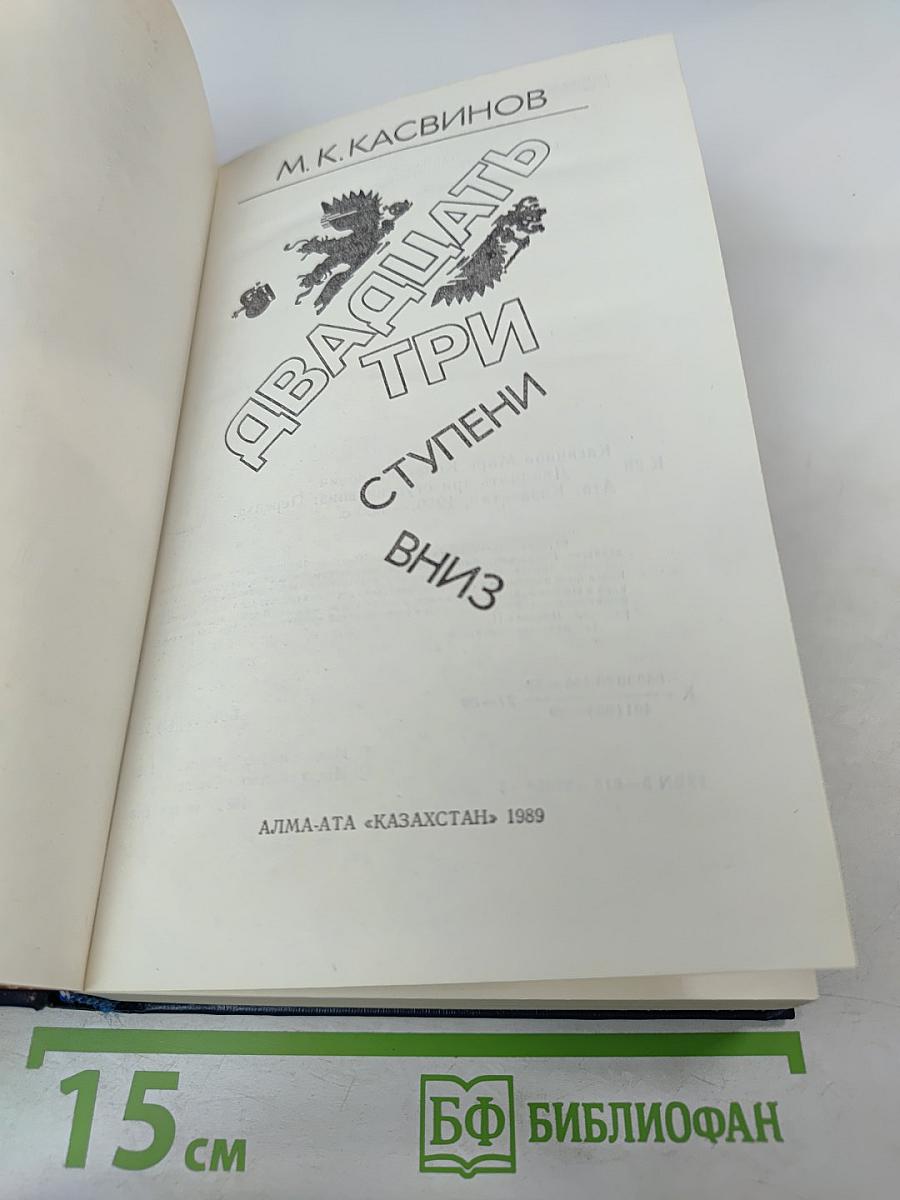 М. К. КАСВИНОВ
ДВАДЦАТЬ
ТРИ
СТУПЕНИ
ВНИЗ
АЛМА-АТА «КАЗАХСТАН» 1989
15 см
БФ БИБЛИОФАН